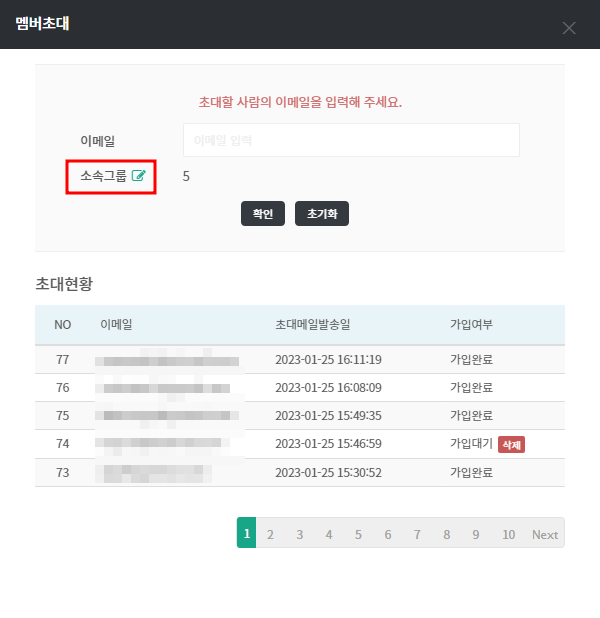 멤버초대
초대할 사람의 이메일을 입력해 주세요.
이메일 이메일 입력
소속그룹 5
확인 초기화
초대현황
NO 이메일 초대메일발송일 가입여부
77 2023-01-25 16:11:19 가입완료
76 2023-01-25 16:08:09 가입완료
75 2023-01-25 15:49:35 가입완료
74 2023-01-25 15:46:59 가입대기 삭제
73 2023-01-25 15:30:52 가입완료
1 2 3 4 5 6 7 8 9 10 Next